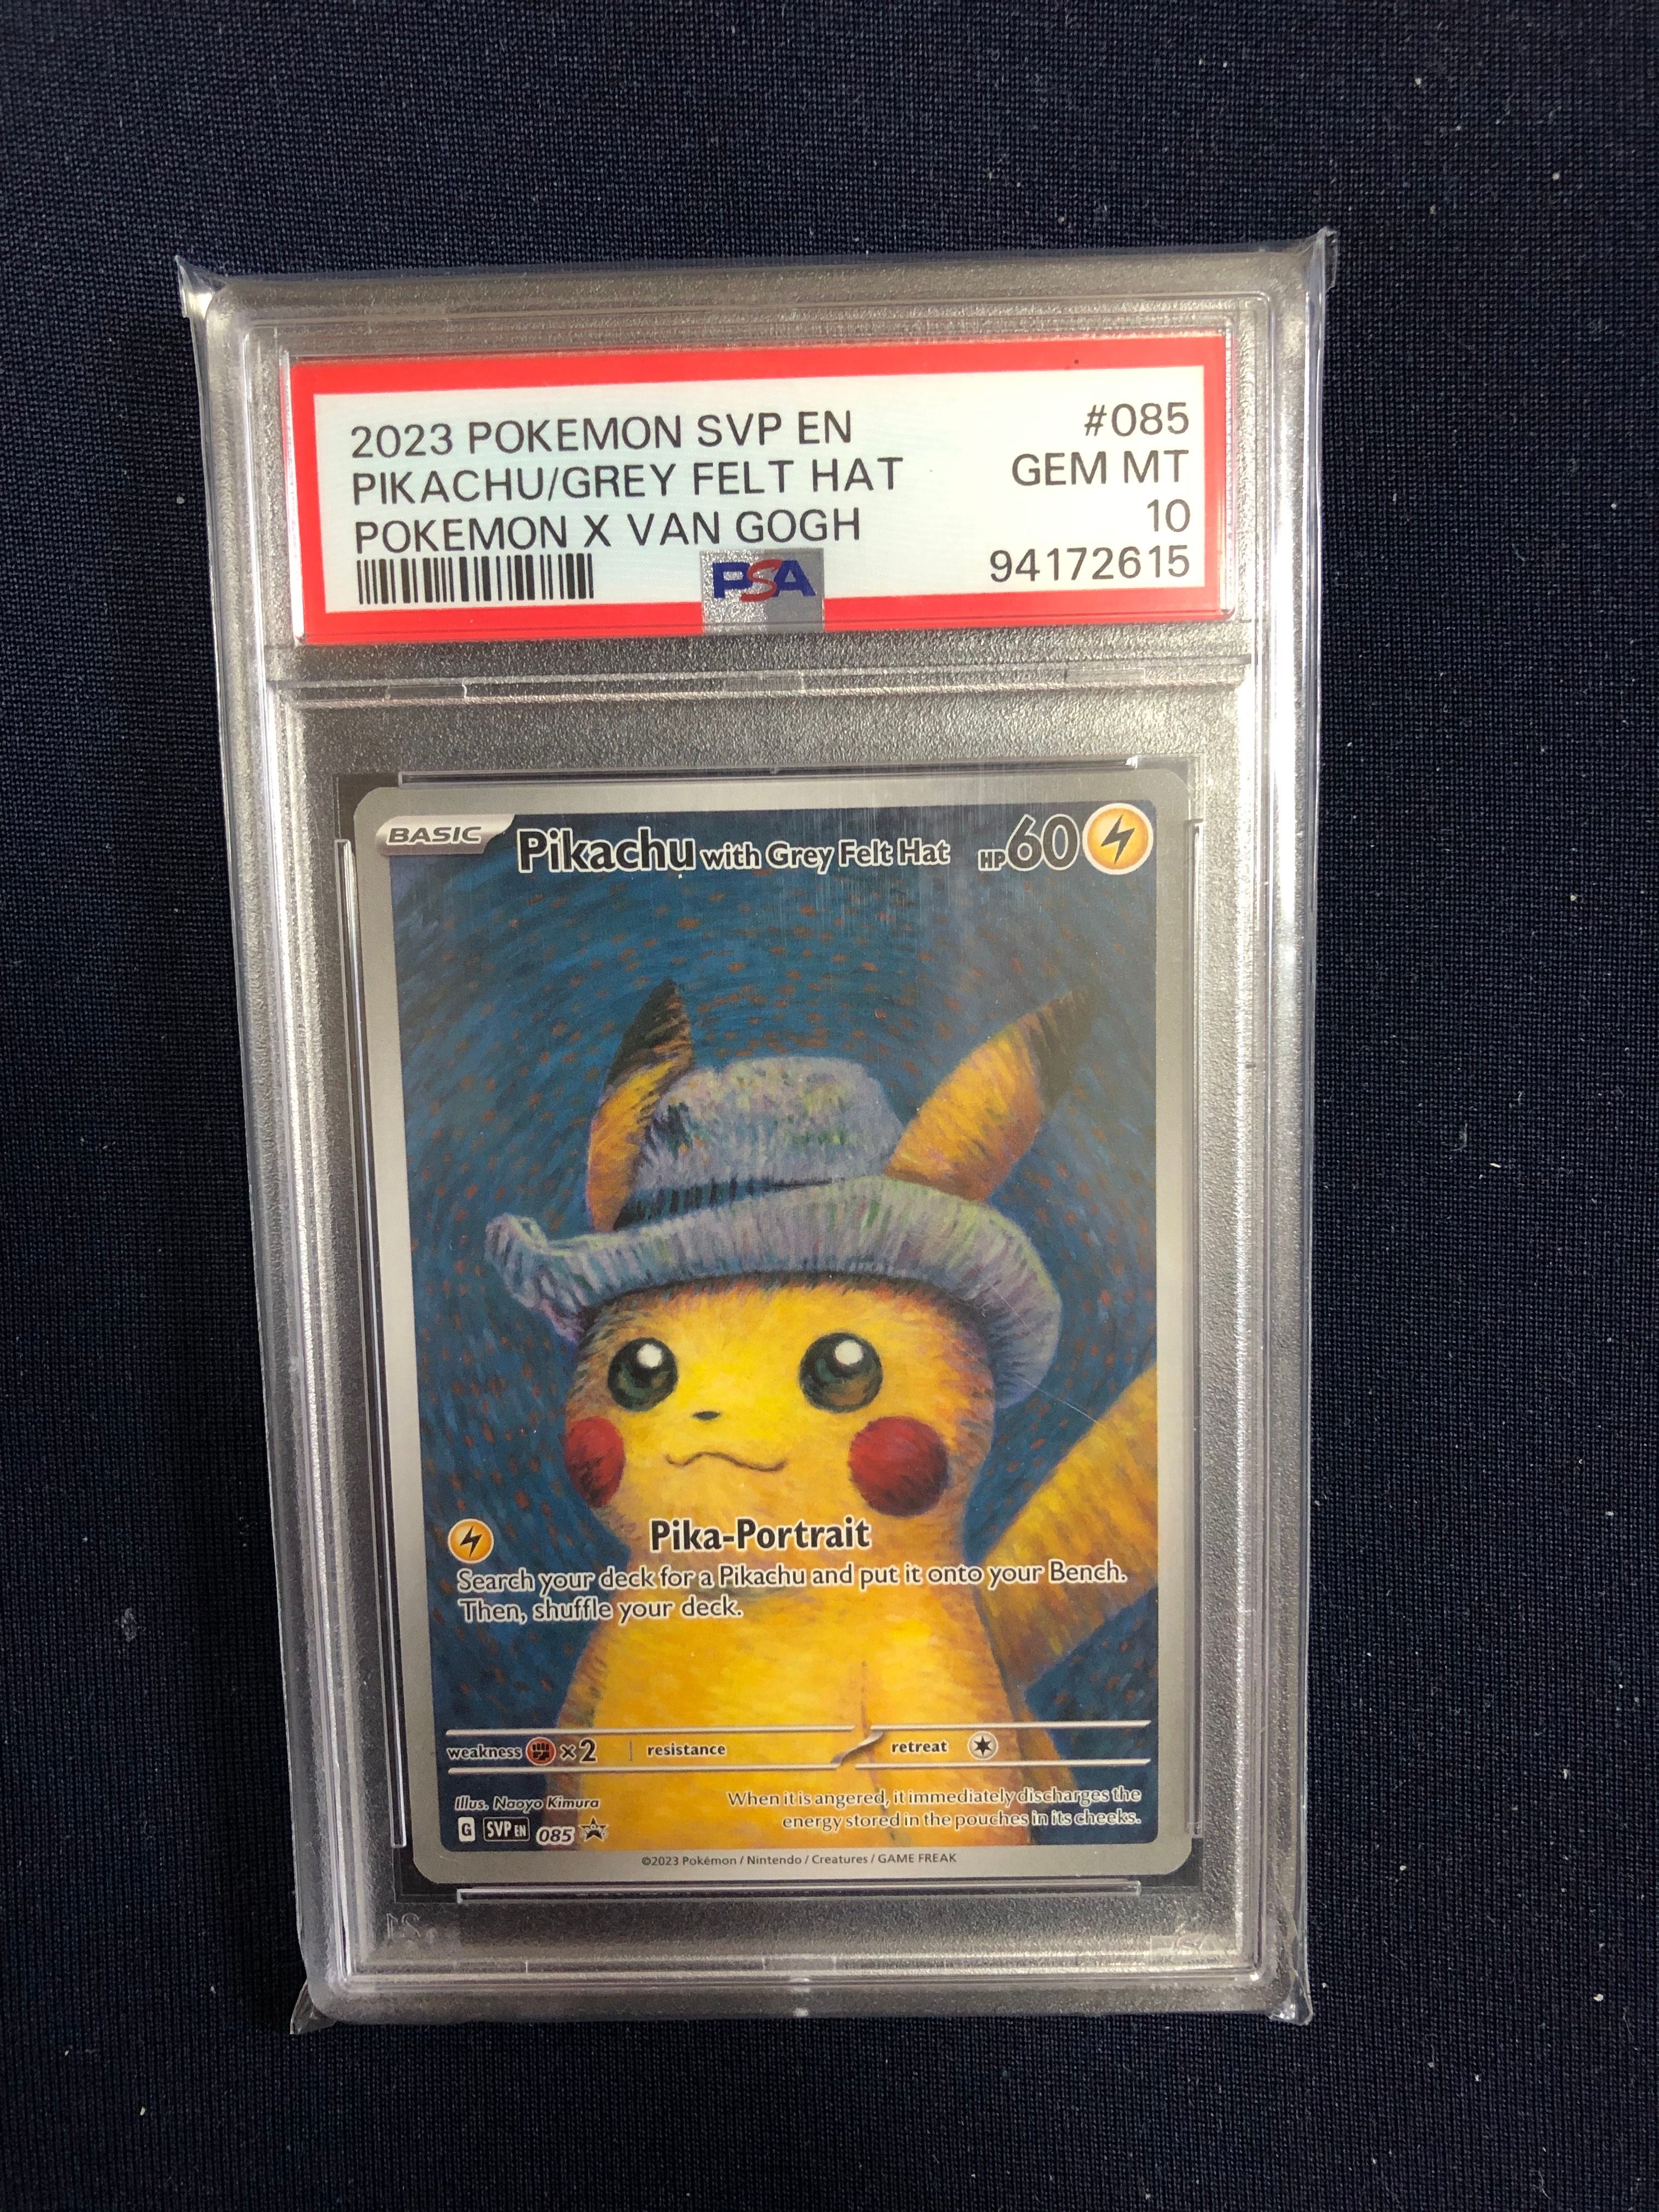 2023 POKEMON SVP EN #085
PIKACHU/GREY FELT HAT GEM MT
POKEMON X VAN GOGH 10
94172615
PSA
BASIC Pikachu with Grey Felt Hat HP 60
Pika-Portrait
Search your deck for a Pikachu and put it onto your Bench.
Then, shuffle your deck.
weakness ×2 resistance retreat
Illus. Naoyo Kimura
When it is angered, it immediately discharges the
energy stored in the pouches in its cheeks.
G SVP EN 085
©2023 Pokémon / Nintendo / Creatures / GAME FREAK